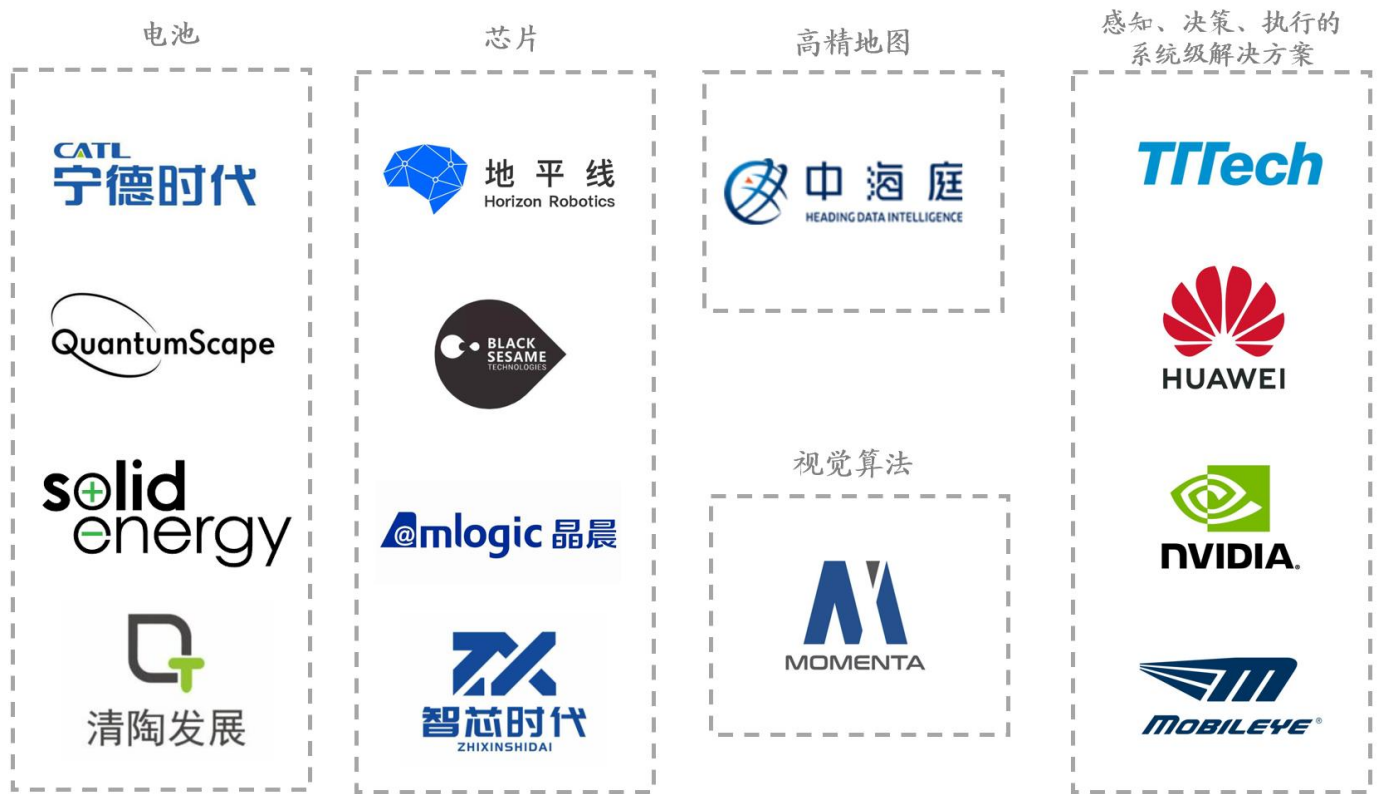 电池
CATL
宁德时代
QuantumScape
solid
energy
清陶发展
芯片
地平线
Horizon Robotics
BLACK
SESAME
TECHNOLOGIES
@mlogic 晶晨
智芯时代
ZHIXINSHIDAI
高精地图
中海庭
HEADING DATA INTELLIGENCE
视觉算法
MOMENTA
感知、决策、执行的
系统级解决方案
TTTech
HUAWEI
NVIDIA®
MOBILEYE®